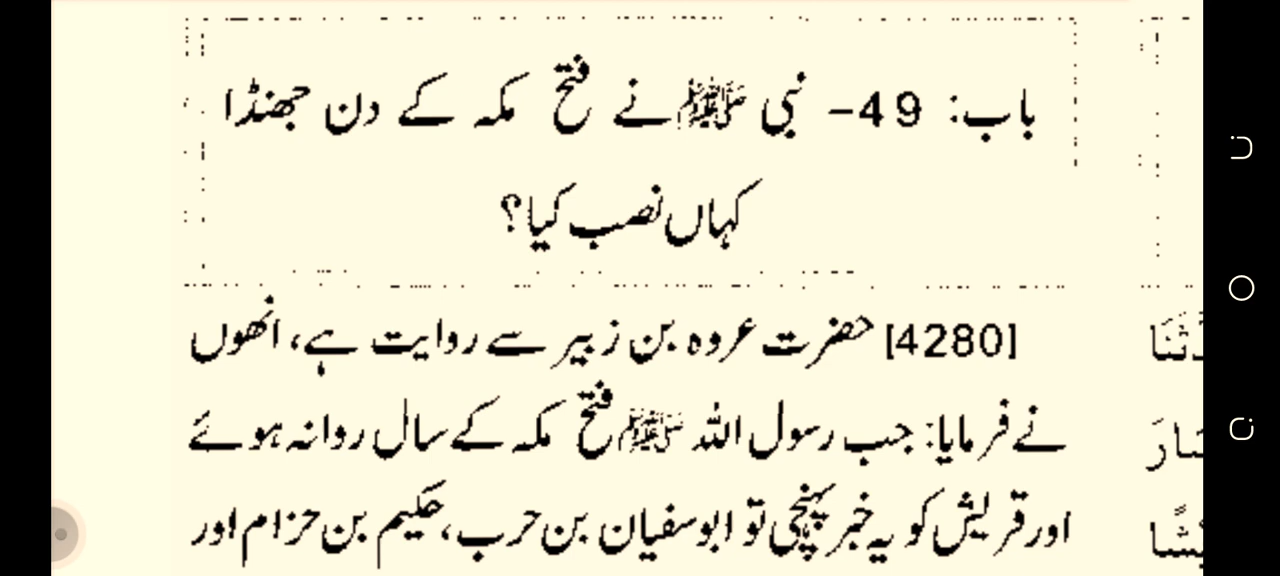 باب: 49- نبی ﷺ نے فتح مکہ کے دن جھنڈا
کہاں نصب کیا؟
[4280] حضرت عروہ بن زبیر سے روایت ہے، انھوں
نے فرمایا: جب رسول اللہ ﷺ فتح مکہ کے سال روانہ ہوئے
اور قریش کو یہ خبر پہنچی تو ابوسفیان بن حرب، حکیم بن حزام اور